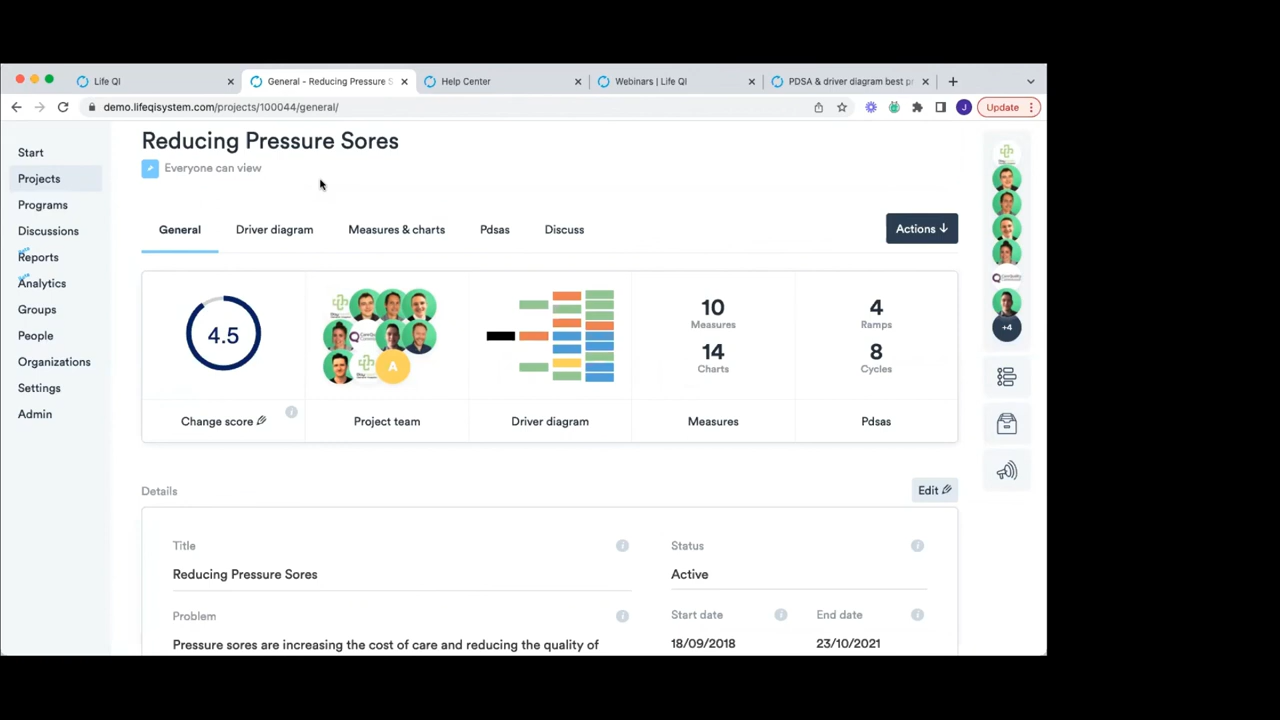 Life QI
General - Reducing Pressure S
Help Center
Webinars | Life QI
PDSA & driver diagram best pr
demo.lifeqisystem.com/projects/100044/general/
J
Update
Reducing Pressure Sores
Everyone can view
Start
Projects
Programs
Discussions
Reports
Analytics
Groups
People
Organizations
Settings
Admin
General
Driver diagram
Measures & charts
Pdsas
Discuss
Actions
4.5
A
10
Measures
14
Charts
4
Ramps
8
Cycles
Change score
Project team
Driver diagram
Measures
Pdsas
+4
Details
Edit
Title
Reducing Pressure Sores
Status
Active
Problem
Pressure sores are increasing the cost of care and reducing the quality of
Start date
18/09/2018
End date
23/10/2021